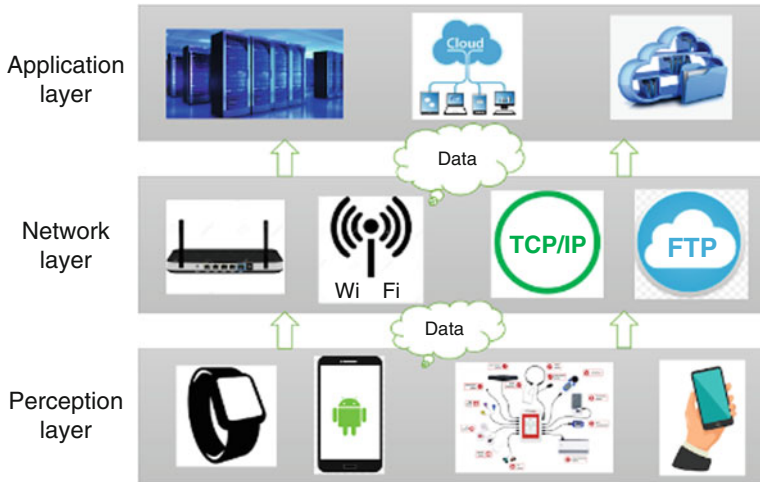 Application
layer
Cloud
Data
Network
layer
Wi Fi
TCP/IP
FTP
Data
Perception
layer